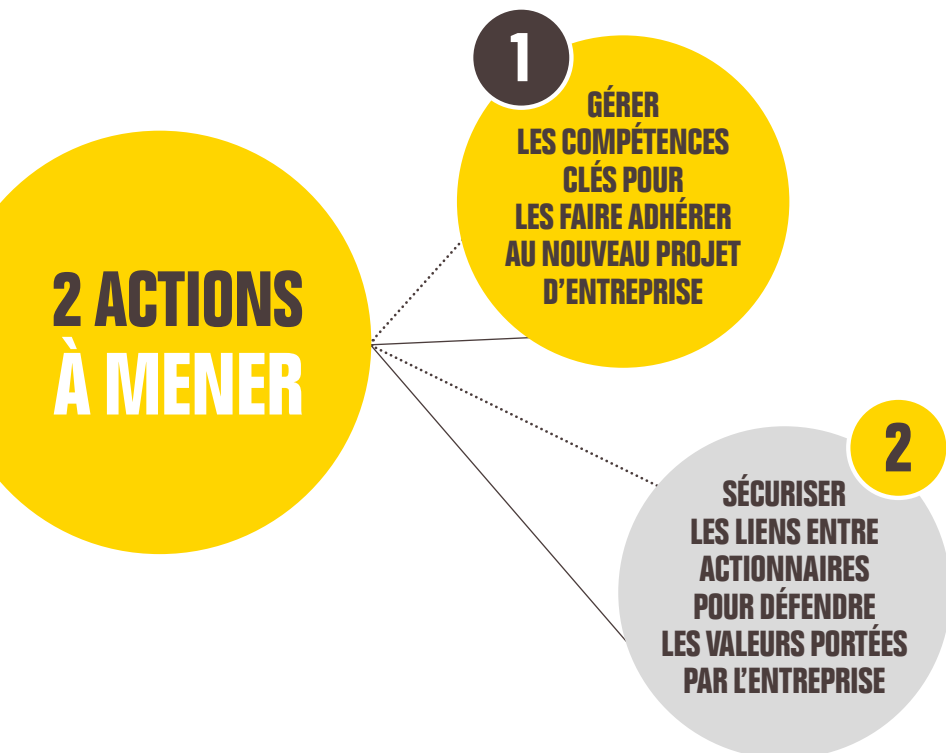 2 ACTIONS
À MENER
1
GÉRER
LES COMPÉTENCES
CLÉS POUR
LES FAIRE ADHÉRER
AU NOUVEAU PROJET
D’ENTREPRISE
2
SÉCURISER
LES LIENS ENTRE
ACTIONNAIRES
POUR DÉFENDRE
LES VALEURS PORTÉES
PAR L’ENTREPRISE